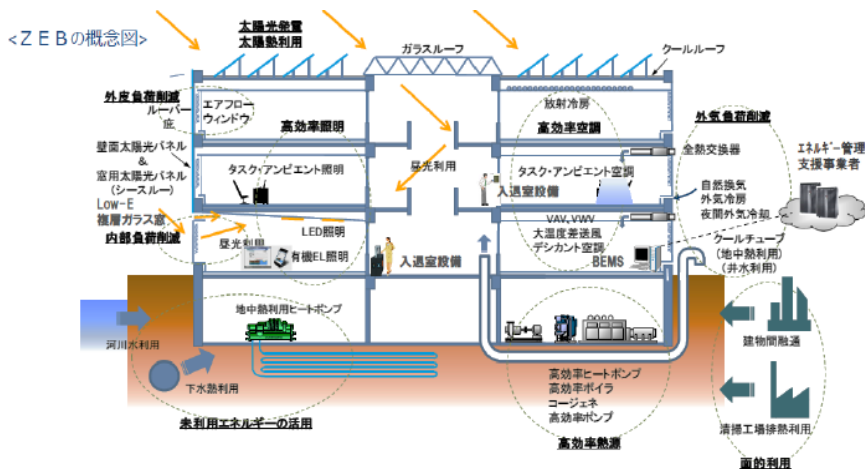 <ＺＥＢの概念図>
太陽光発電
太陽熱利用
ガラスルーフ
クールルーフ
外皮負荷削減
ルーバー
庇
エアフロー
ウィンドウ
高効率照明
放射冷房
高効率空調
外気負荷削減
壁面太陽光パネル
&
窓用太陽光パネル
(シースルー)
Low-E
複層ガラス窓
タスク・アンビエント照明
昼光利用
タスク・アンビエント空調
入退室設備
全熱交換器
エネルギー管理
支援事業者
自然換気
外気冷房
夜間外気冷却
内部負荷削減
昼光利用
LED照明
有機EL照明
入退室設備
VAV、VWV
大温度差送風
デシカント空調
BEMS
クールチューブ
(地中熱利用)
(井水利用)
地中熱利用ヒートポンプ
河川水利用
下水熱利用
未利用エネルギーの活用
高効率ヒートポンプ
高効率ボイラ
コージェネ
高効率ポンプ
高効率熱源
建物間融通
清掃工場排熱利用
面的利用